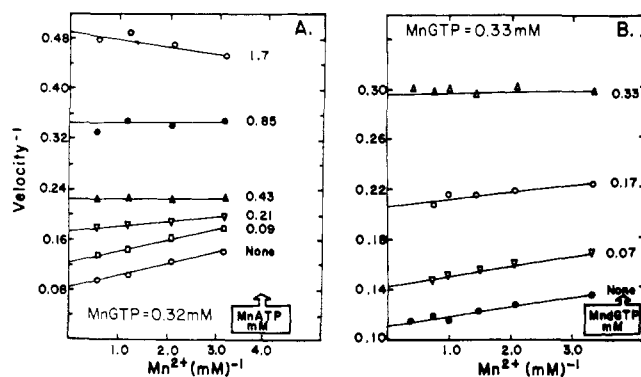 A.
0.48
0.40
0.32
0.24
0.16
0.08
Velocity⁻¹
1.7
0.85
0.43
0.21
0.09
None
MnGTP=0.32mM
MnATP
mM
1.0
2.0
3.0
4.0
Mn²⁺(mM)⁻¹
MnGTP=0.33mM
B.
0.30
0.26
0.22
0.18
0.14
0.10
0.33
0.17
0.07
None
MndGTP
mM
0
1.0
2.0
3.0
Mn²⁺(mM)⁻¹